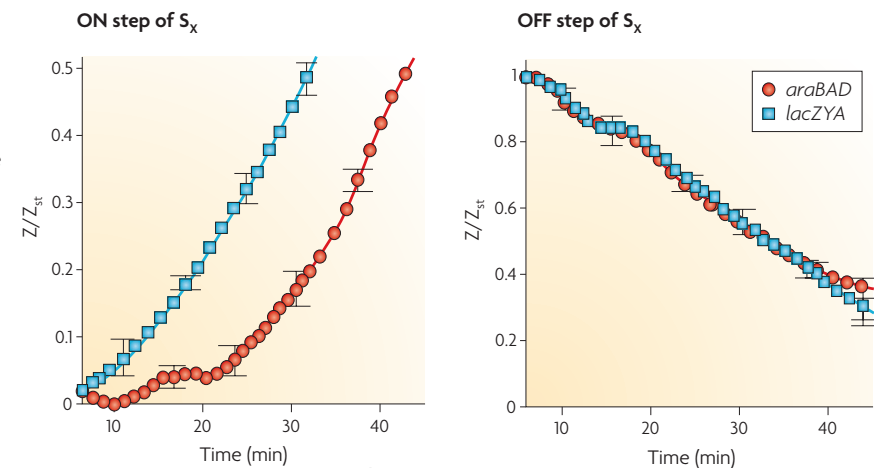 ON step of Sx
Z/Zst
0.5
0.4
0.3
0.2
0.1
0
10
20
30
40
Time (min)
OFF step of Sx
Z/Zst
1
0.8
0.6
0.4
0.2
0
10
20
30
40
Time (min)
araBAD
lacZYA